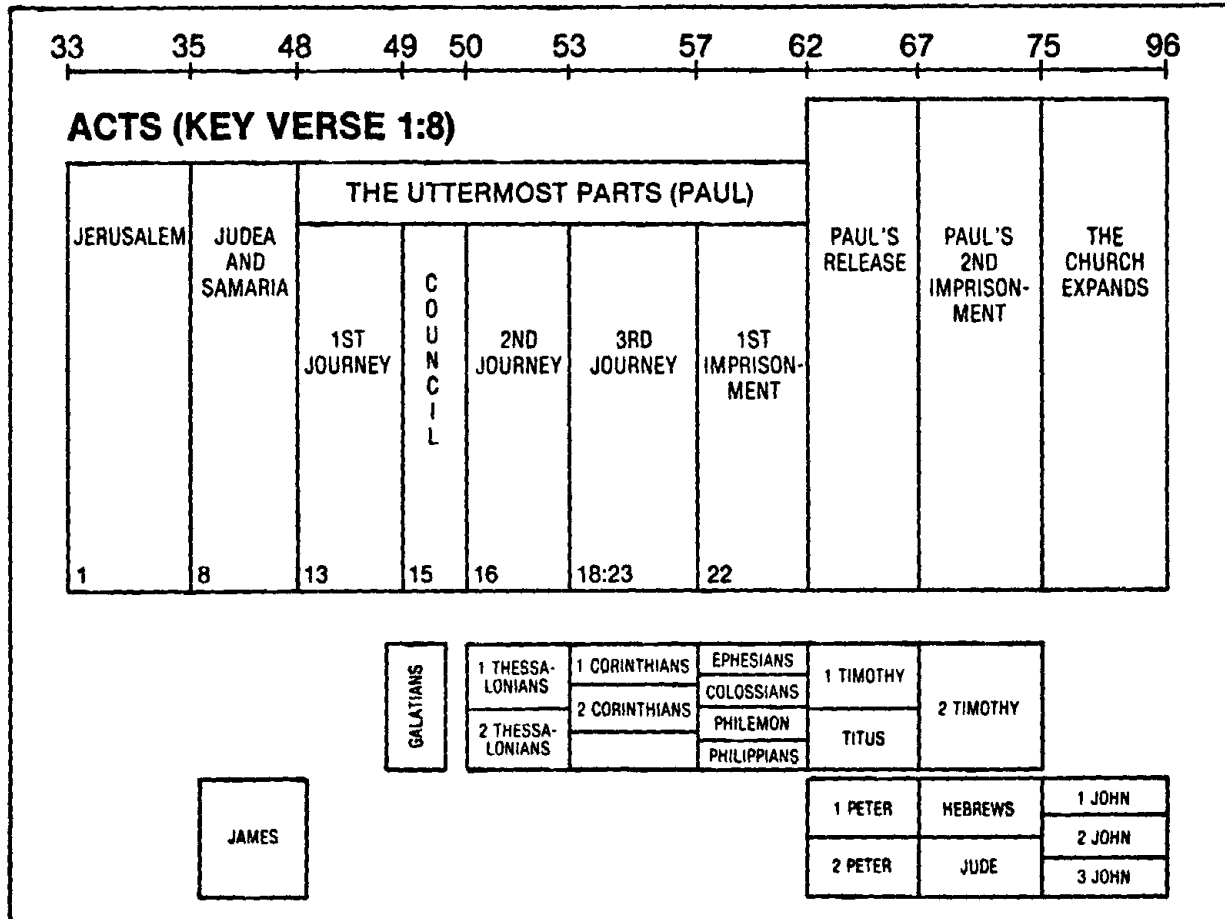 33 35 48 49 50 53 57 62 67 75 96
ACTS (KEY VERSE 1:8)
THE UTTERMOST PARTS (PAUL)
JERUSALEM
JUDEA
AND
SAMARIA
1ST
JOURNEY
COUNCIL
2ND
JOURNEY
3RD
JOURNEY
1ST
IMPRISON-
MENT
PAUL'S
RELEASE
PAUL'S
2ND
IMPRISON-
MENT
THE
CHURCH
EXPANDS
1 8 13 15 16 18:23 22
GALATIANS
1 THESSA-
LONIANS
2 THESSA-
LONIANS
1 CORINTHIANS
2 CORINTHIANS
EPHESIANS
COLOSSIANS
PHILEMON
PHILIPPIANS
1 TIMOTHY
TITUS
2 TIMOTHY
JAMES
1 PETER
2 PETER
HEBREWS
JUDE
1 JOHN
2 JOHN
3 JOHN